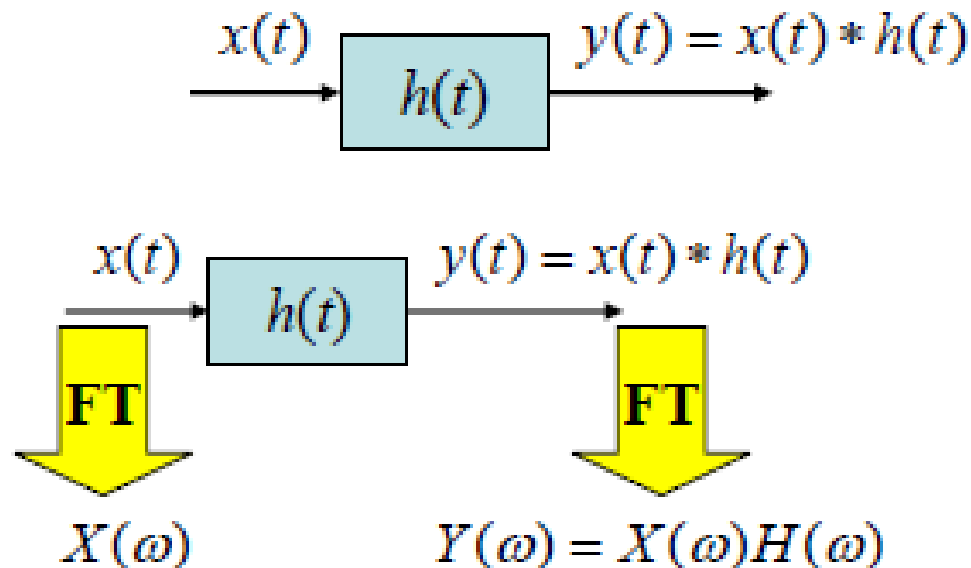 x(t) y(t) = x(t) * h(t)
h(t)
x(t) y(t) = x(t) * h(t)
h(t)
FT FT
X(ω) Y(ω) = X(ω)H(ω)